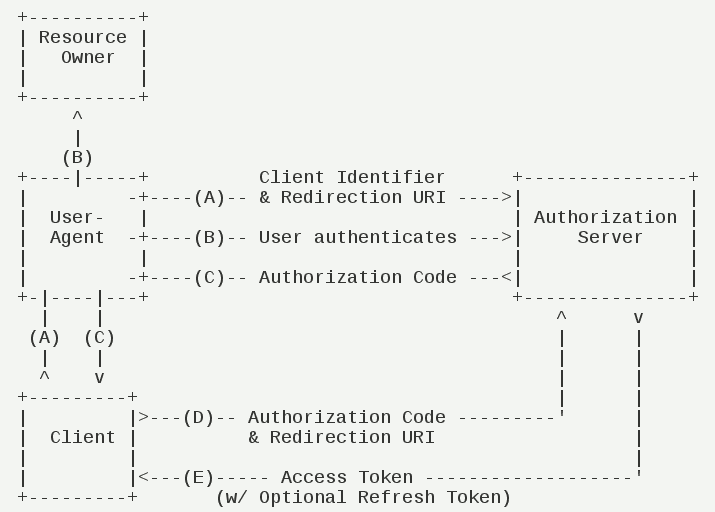 Resource
Owner
(B)
Client Identifier
(A) & Redirection URI
User-
Agent
Authorization
Server
(B) User authenticates
(C) Authorization Code
(A) (C)
v
v
(D) Authorization Code
& Redirection URI
Client
(E) Access Token
(w/ Optional Refresh Token)